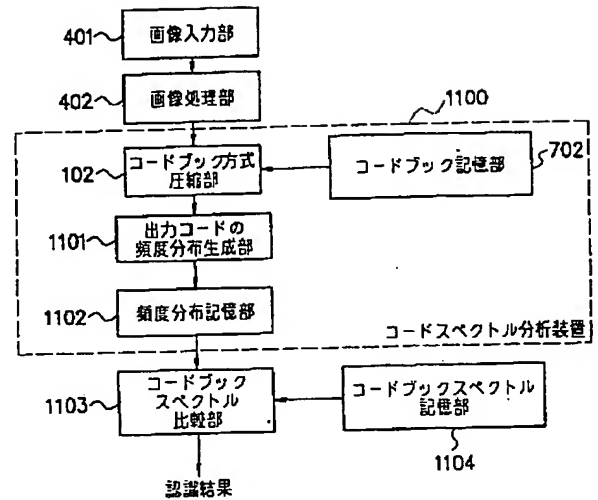 401
画像入力部
402
画像処理部
1100
102
コードブック方式
圧縮部
コードブック記憶部
702
1101
出力コードの
頻度分布生成部
1102
頻度分布記憶部
コードスペクトル分析装置
1103
コードブック
スペクトル
比較部
コードブックスペクトル
記憶部
1104
認識結果